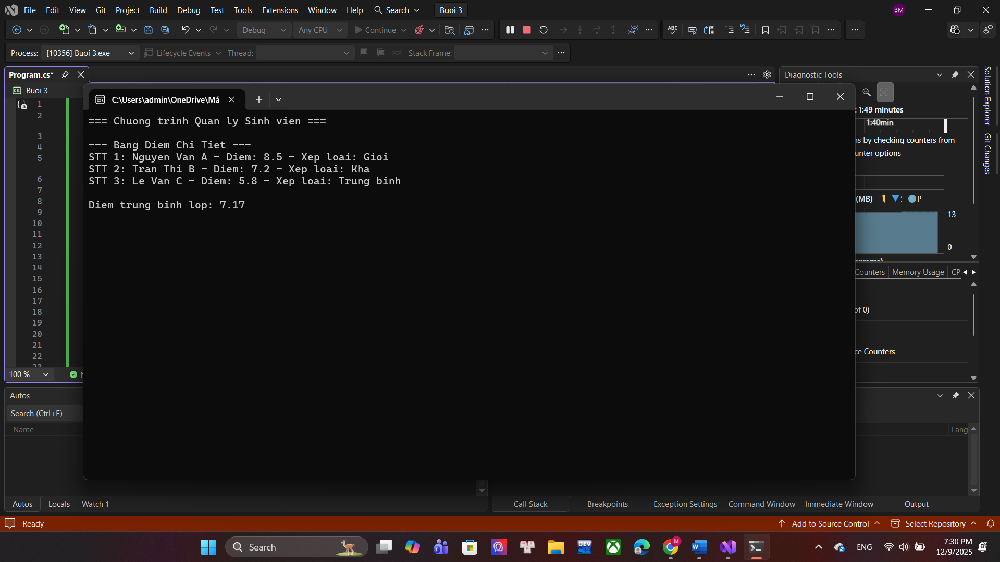 File Edit View Git Project Build Debug Test Tools Extensions Window Help Search Buoi 3 BM
Debug Any CPU Continue ABC
Process: [10356] Buoi 3.exe Lifecycle Events Thread: Stack Frame:
Program.cs* Diagnostic Tools
Buoi 3
C:\Users\admin\OneDrive\Má
: 1:49 minutes
1:40min
ns by checking counters from
unter options
(MB) P
13
0
Counters Memory Usage CP
of 0)
ce Counters
1
2
3
4
5
6
7
8
9
10
11
12
13
14
15
16
17
18
19
20
21
22
23
=== Chuong trinh Quan ly Sinh vien ===
--- Bang Diem Chi Tiet ---
STT 1: Nguyen Van A - Diem: 8.5 - Xep loai: Gioi
STT 2: Tran Thi B - Diem: 7.2 - Xep loai: Kha
STT 3: Le Van C - Diem: 5.8 - Xep loai: Trung binh
Diem trung binh lop: 7.17
100 % N
Autos
Search (Ctrl+E)
Name Lang
Autos Locals Watch 1 Call Stack Breakpoints Exception Settings Command Window Immediate Window Output
Solution Explorer
Git Changes
Ready Add to Source Control Select Repository
Search DEV C++ M ENG 7:30 PM
12/9/2025